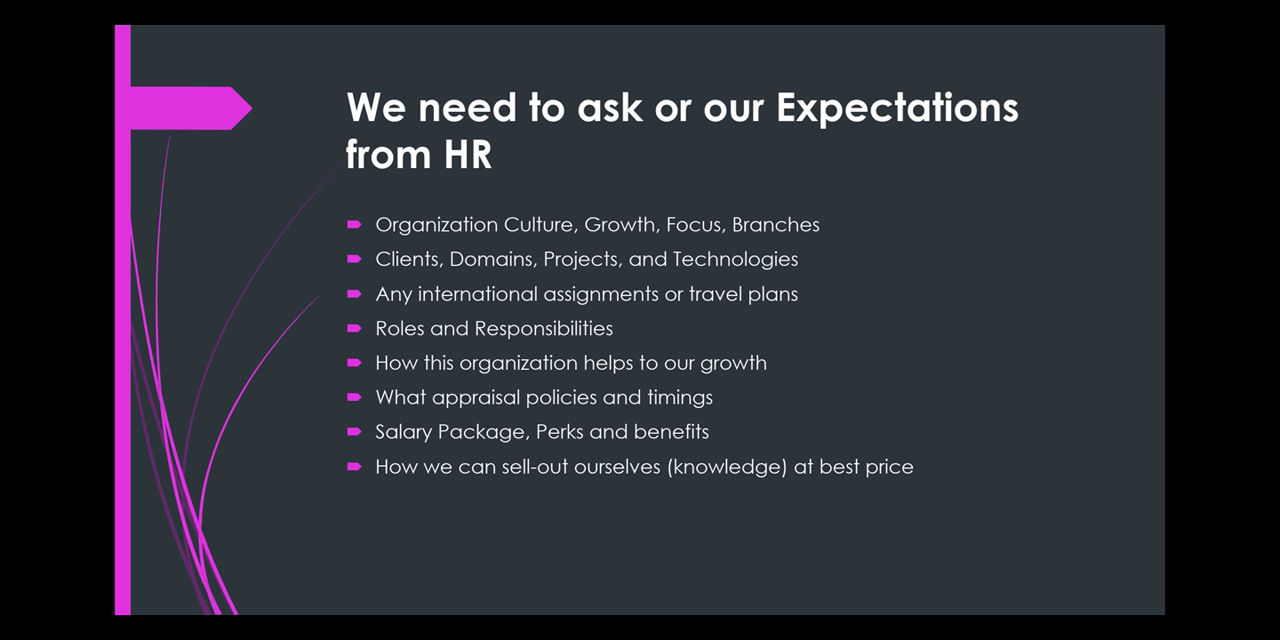 We need to ask or our Expectations
from HR
Organization Culture, Growth, Focus, Branches
Clients, Domains, Projects, and Technologies
Any international assignments or travel plans
Roles and Responsibilities
How this organization helps to our growth
What appraisal policies and timings
Salary Package, Perks and benefits
How we can sell-out ourselves (knowledge) at best price